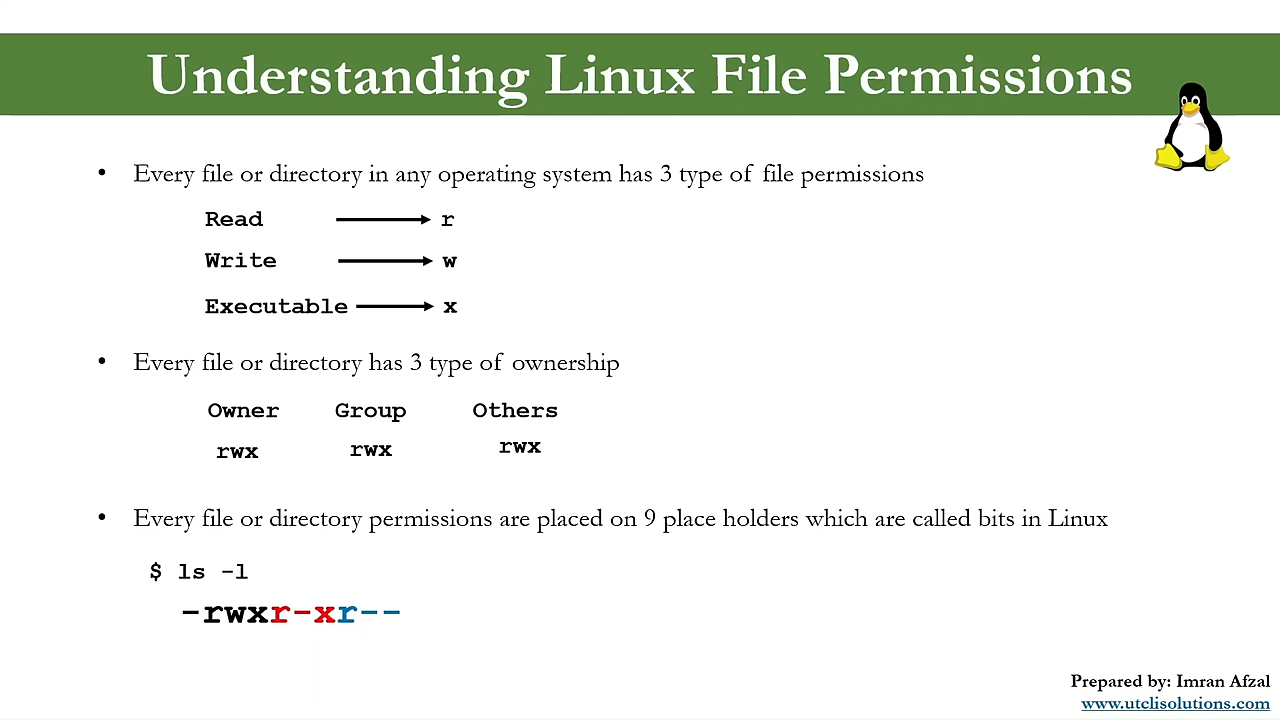 Understanding Linux File Permissions
• Every file or directory in any operating system has 3 type of file permissions
Read r
Write w
Executable x
• Every file or directory has 3 type of ownership
Owner Group Others
rwx rwx rwx
• Every file or directory permissions are placed on 9 place holders which are called bits in Linux
$ ls -l
-rwxr-xr--
Prepared by: Imran Afzal
www.utclisolutions.com